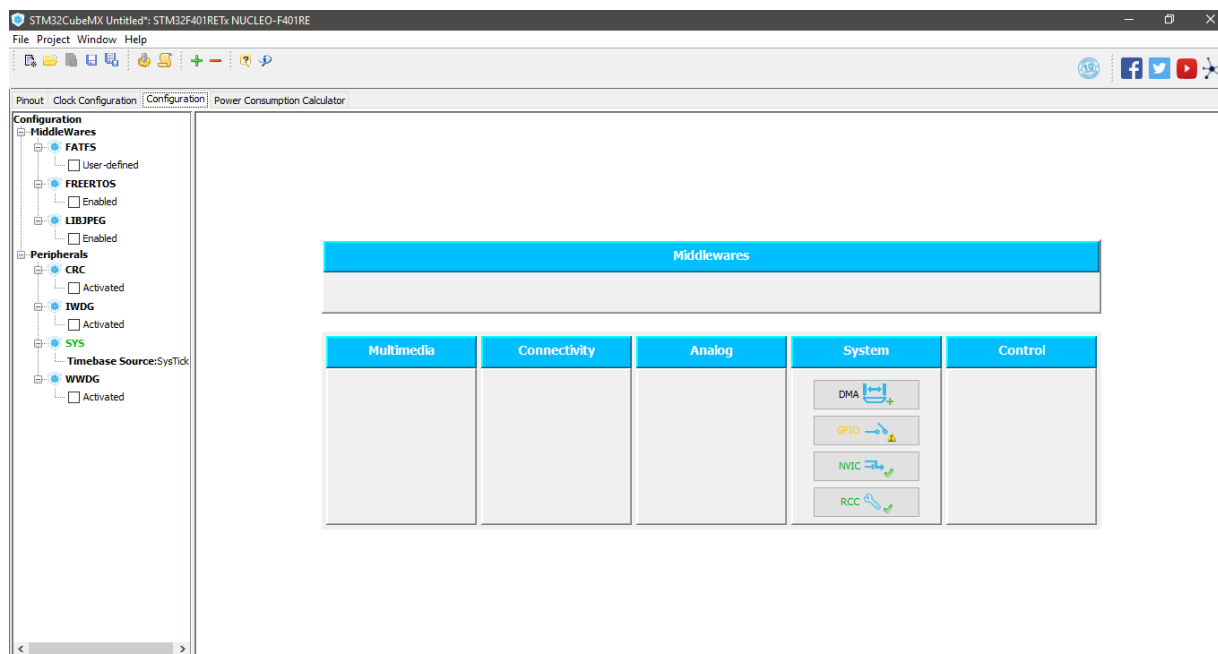 STM32CubeMX Untitled*: STM32F401RETx NUCLEO-F401RE
File Project Window Help
19
Pinout Clock Configuration Configuration Power Consumption Calculator
Configuration
MiddleWares
FATFS
User-defined
FREERTOS
Enabled
LIBJPEG
Enabled
Peripherals
CRC
Activated
IWDG
Activated
SYS
Timebase Source:SysTick
WWDG
Activated
Middlewares
Multimedia Connectivity Analog System Control
DMA
GPIO
NVIC
RCC